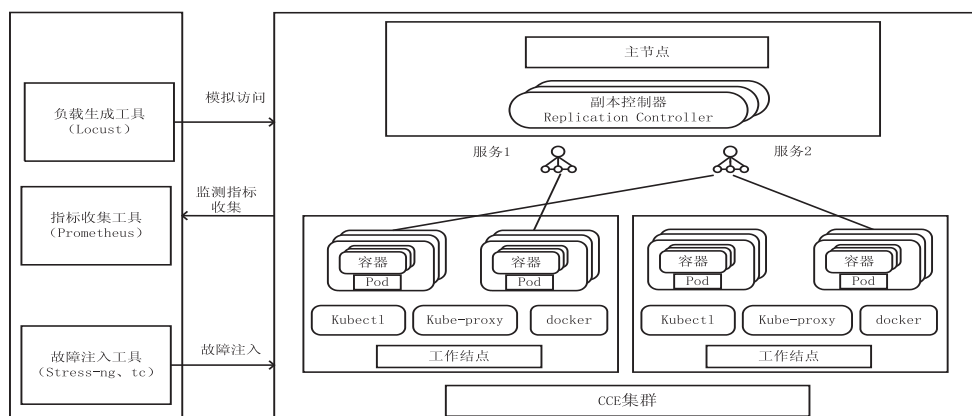 负载生成工具
（Locust）
模拟访问
指标收集工具
（Prometheus）
监测指标
收集
故障注入工具
（Stress-ng、tc）
故障注入
主节点
副本控制器
Replication Controller
服务1
服务2
容器
Pod
容器
Pod
Kubectl
Kube-proxy
docker
工作结点
容器
Pod
容器
Pod
Kubectl
Kube-proxy
docker
工作结点
CCE集群